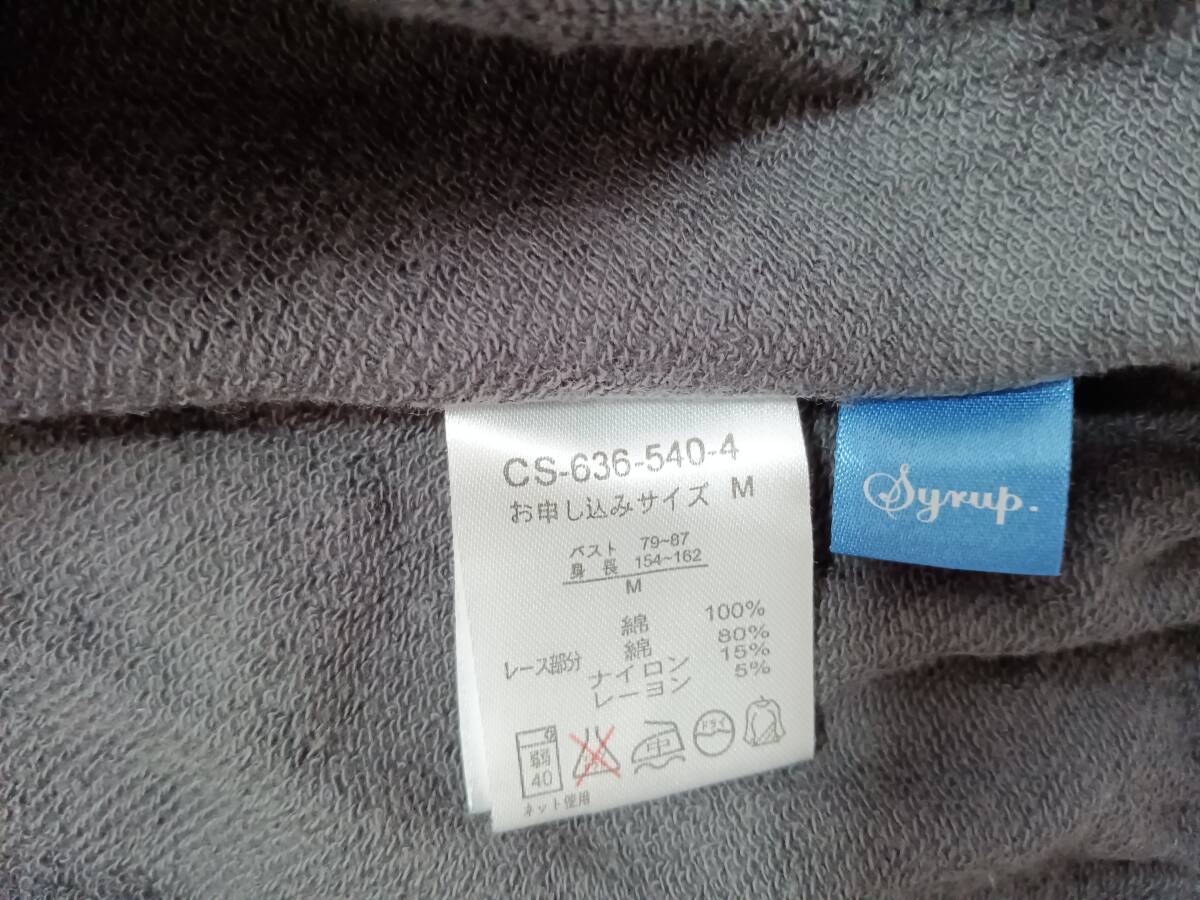 CS-636-540-4
お申し込みサイズ M
バスト 79~87
身長 154~162
M
綿 100%
レース部分 綿 80%
ナイロン 15%
レーヨン 5%
弱
40
中
ドライ
ネット使用
Syrup.